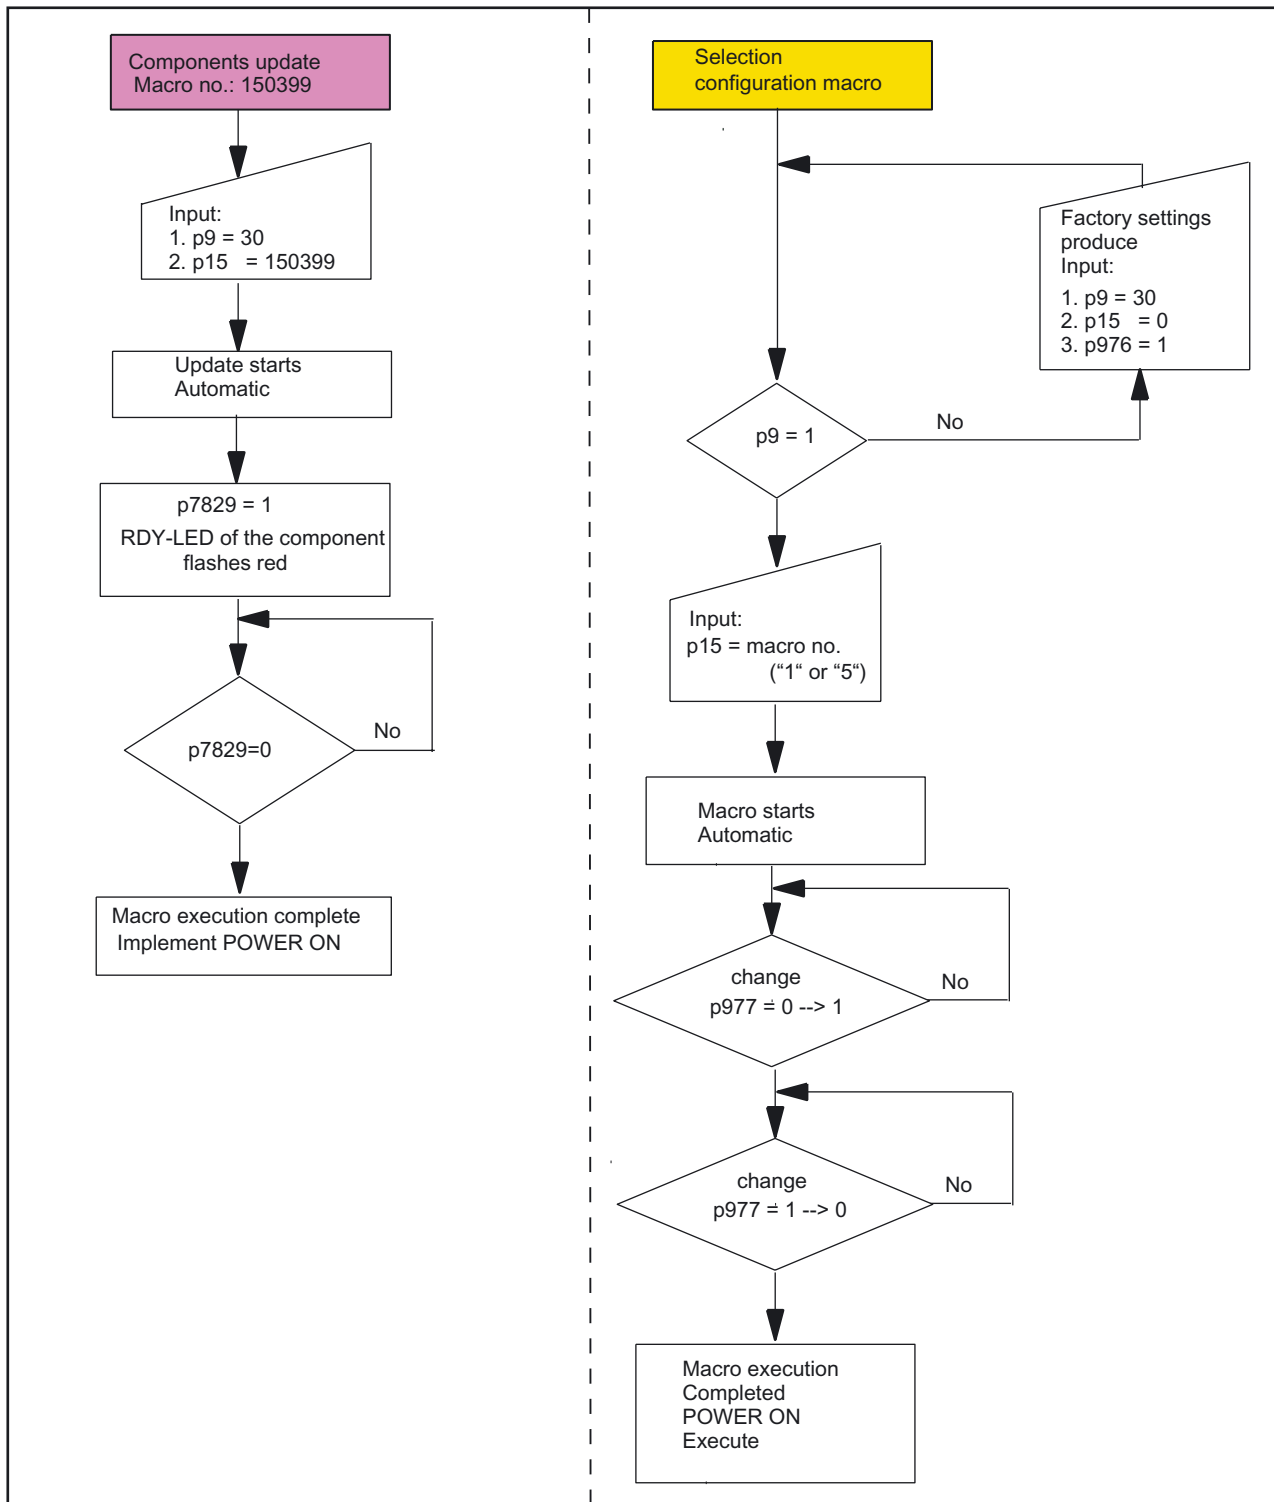 Components update
Macro no.: 150399
Input:
1. p9 = 30
2. p15 = 150399
Update starts
Automatic
p7829 = 1
RDY-LED of the component
flashes red
No
p7829=0
Macro execution complete
Implement POWER ON
Selection
configuration macro
Factory settings
produce
Input:
1. p9 = 30
2. p15 = 0
3. p976 = 1
p9 = 1
No
Input:
p15 = macro no.
(“1“ or “5“)
Macro starts
Automatic
change
p977 = 0 --> 1
No
change
p977 = 1 --> 0
No
Macro execution
Completed
POWER ON
Execute